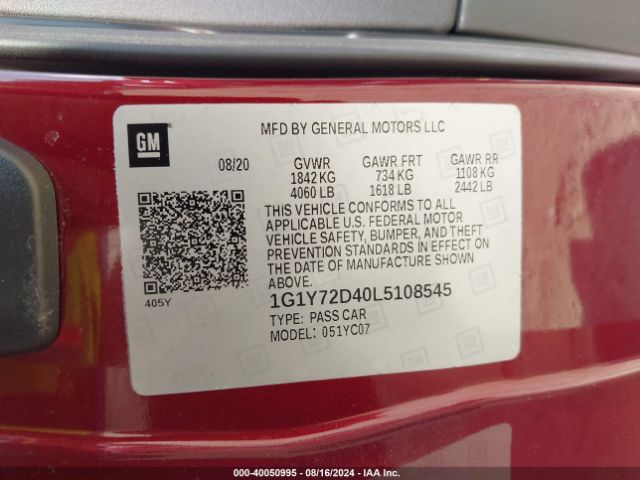 GM
MFD BY GENERAL MOTORS LLC
08/20 GVWR GAWR FRT GAWR RR
1842 KG 734 KG 1108 KG
4060 LB 1618 LB 2442 LB
THIS VEHICLE CONFORMS TO ALL
APPLICABLE U.S. FEDERAL MOTOR
VEHICLE SAFETY, BUMPER, AND THEFT
PREVENTION STANDARDS IN EFFECT ON
THE DATE OF MANUFACTURE SHOWN
ABOVE.
405Y
1G1Y72D40L5108545
TYPE: PASS CAR
MODEL: 051YC07
000-40050995 - 08/16/2024 - IAA Inc.